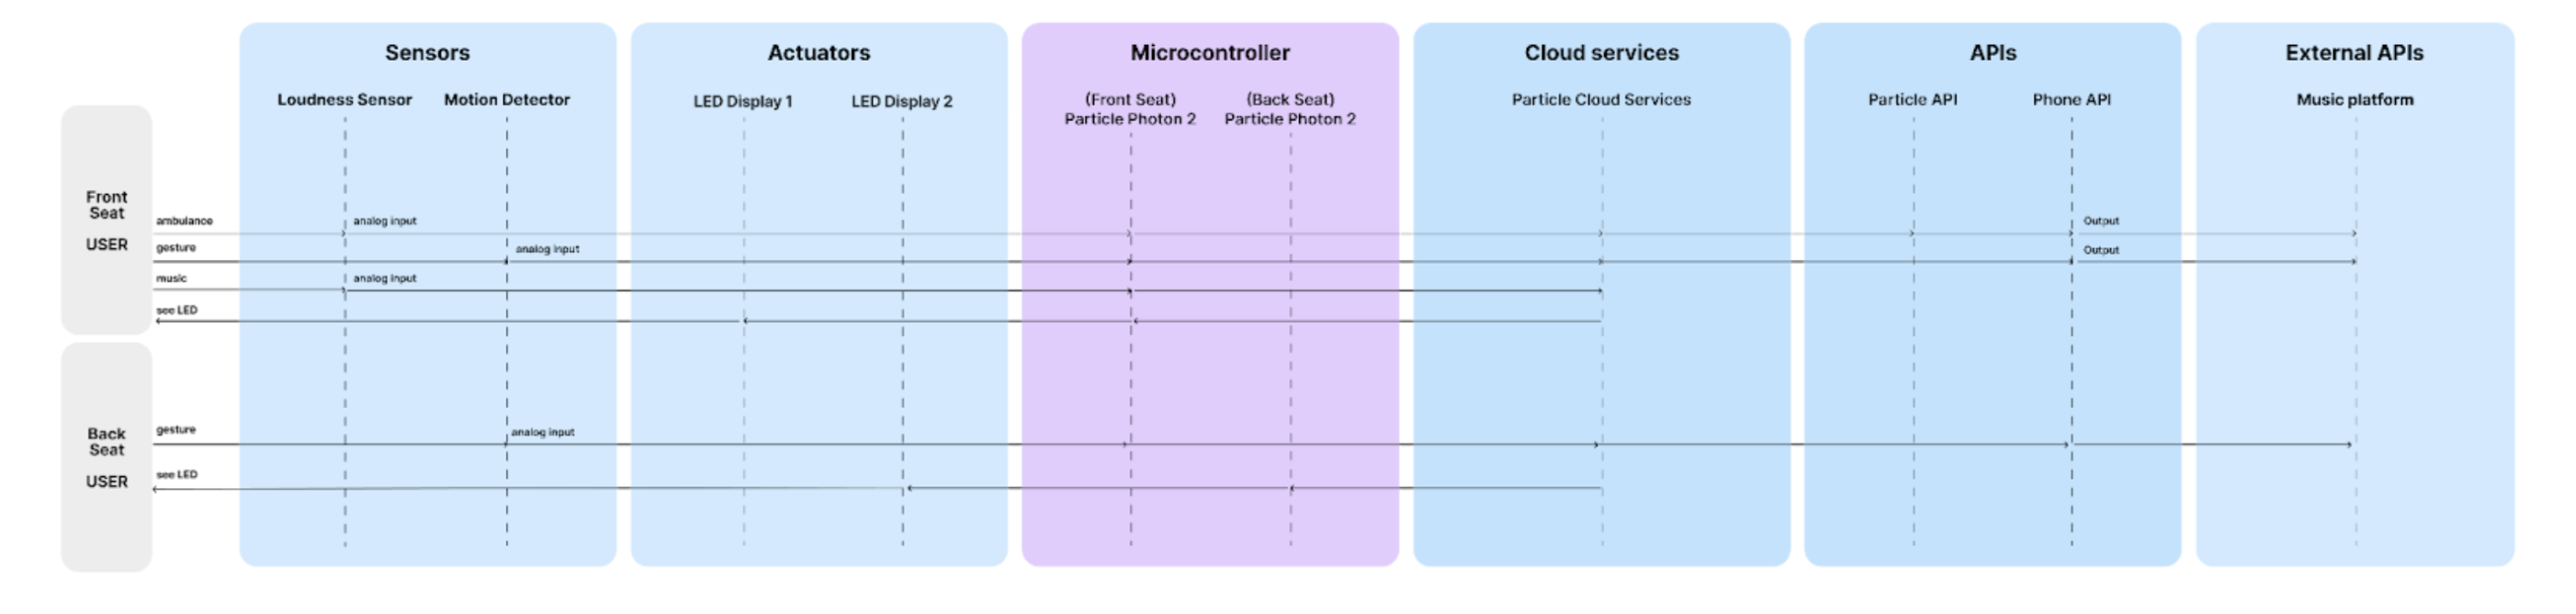 Sensors
Actuators
Microcontroller
Cloud services
APIs
External APIs
Loudness Sensor
Motion Detector
LED Display 1
LED Display 2
(Front Seat)
Particle Photon 2
(Back Seat)
Particle Photon 2
Particle Cloud Services
Particle API
Phone API
Music platform
Front
Seat
USER
ambulance
analog input
Output
gesture
analog input
Output
music
analog input
see LED
Back
Seat
USER
gesture
analog input
see LED